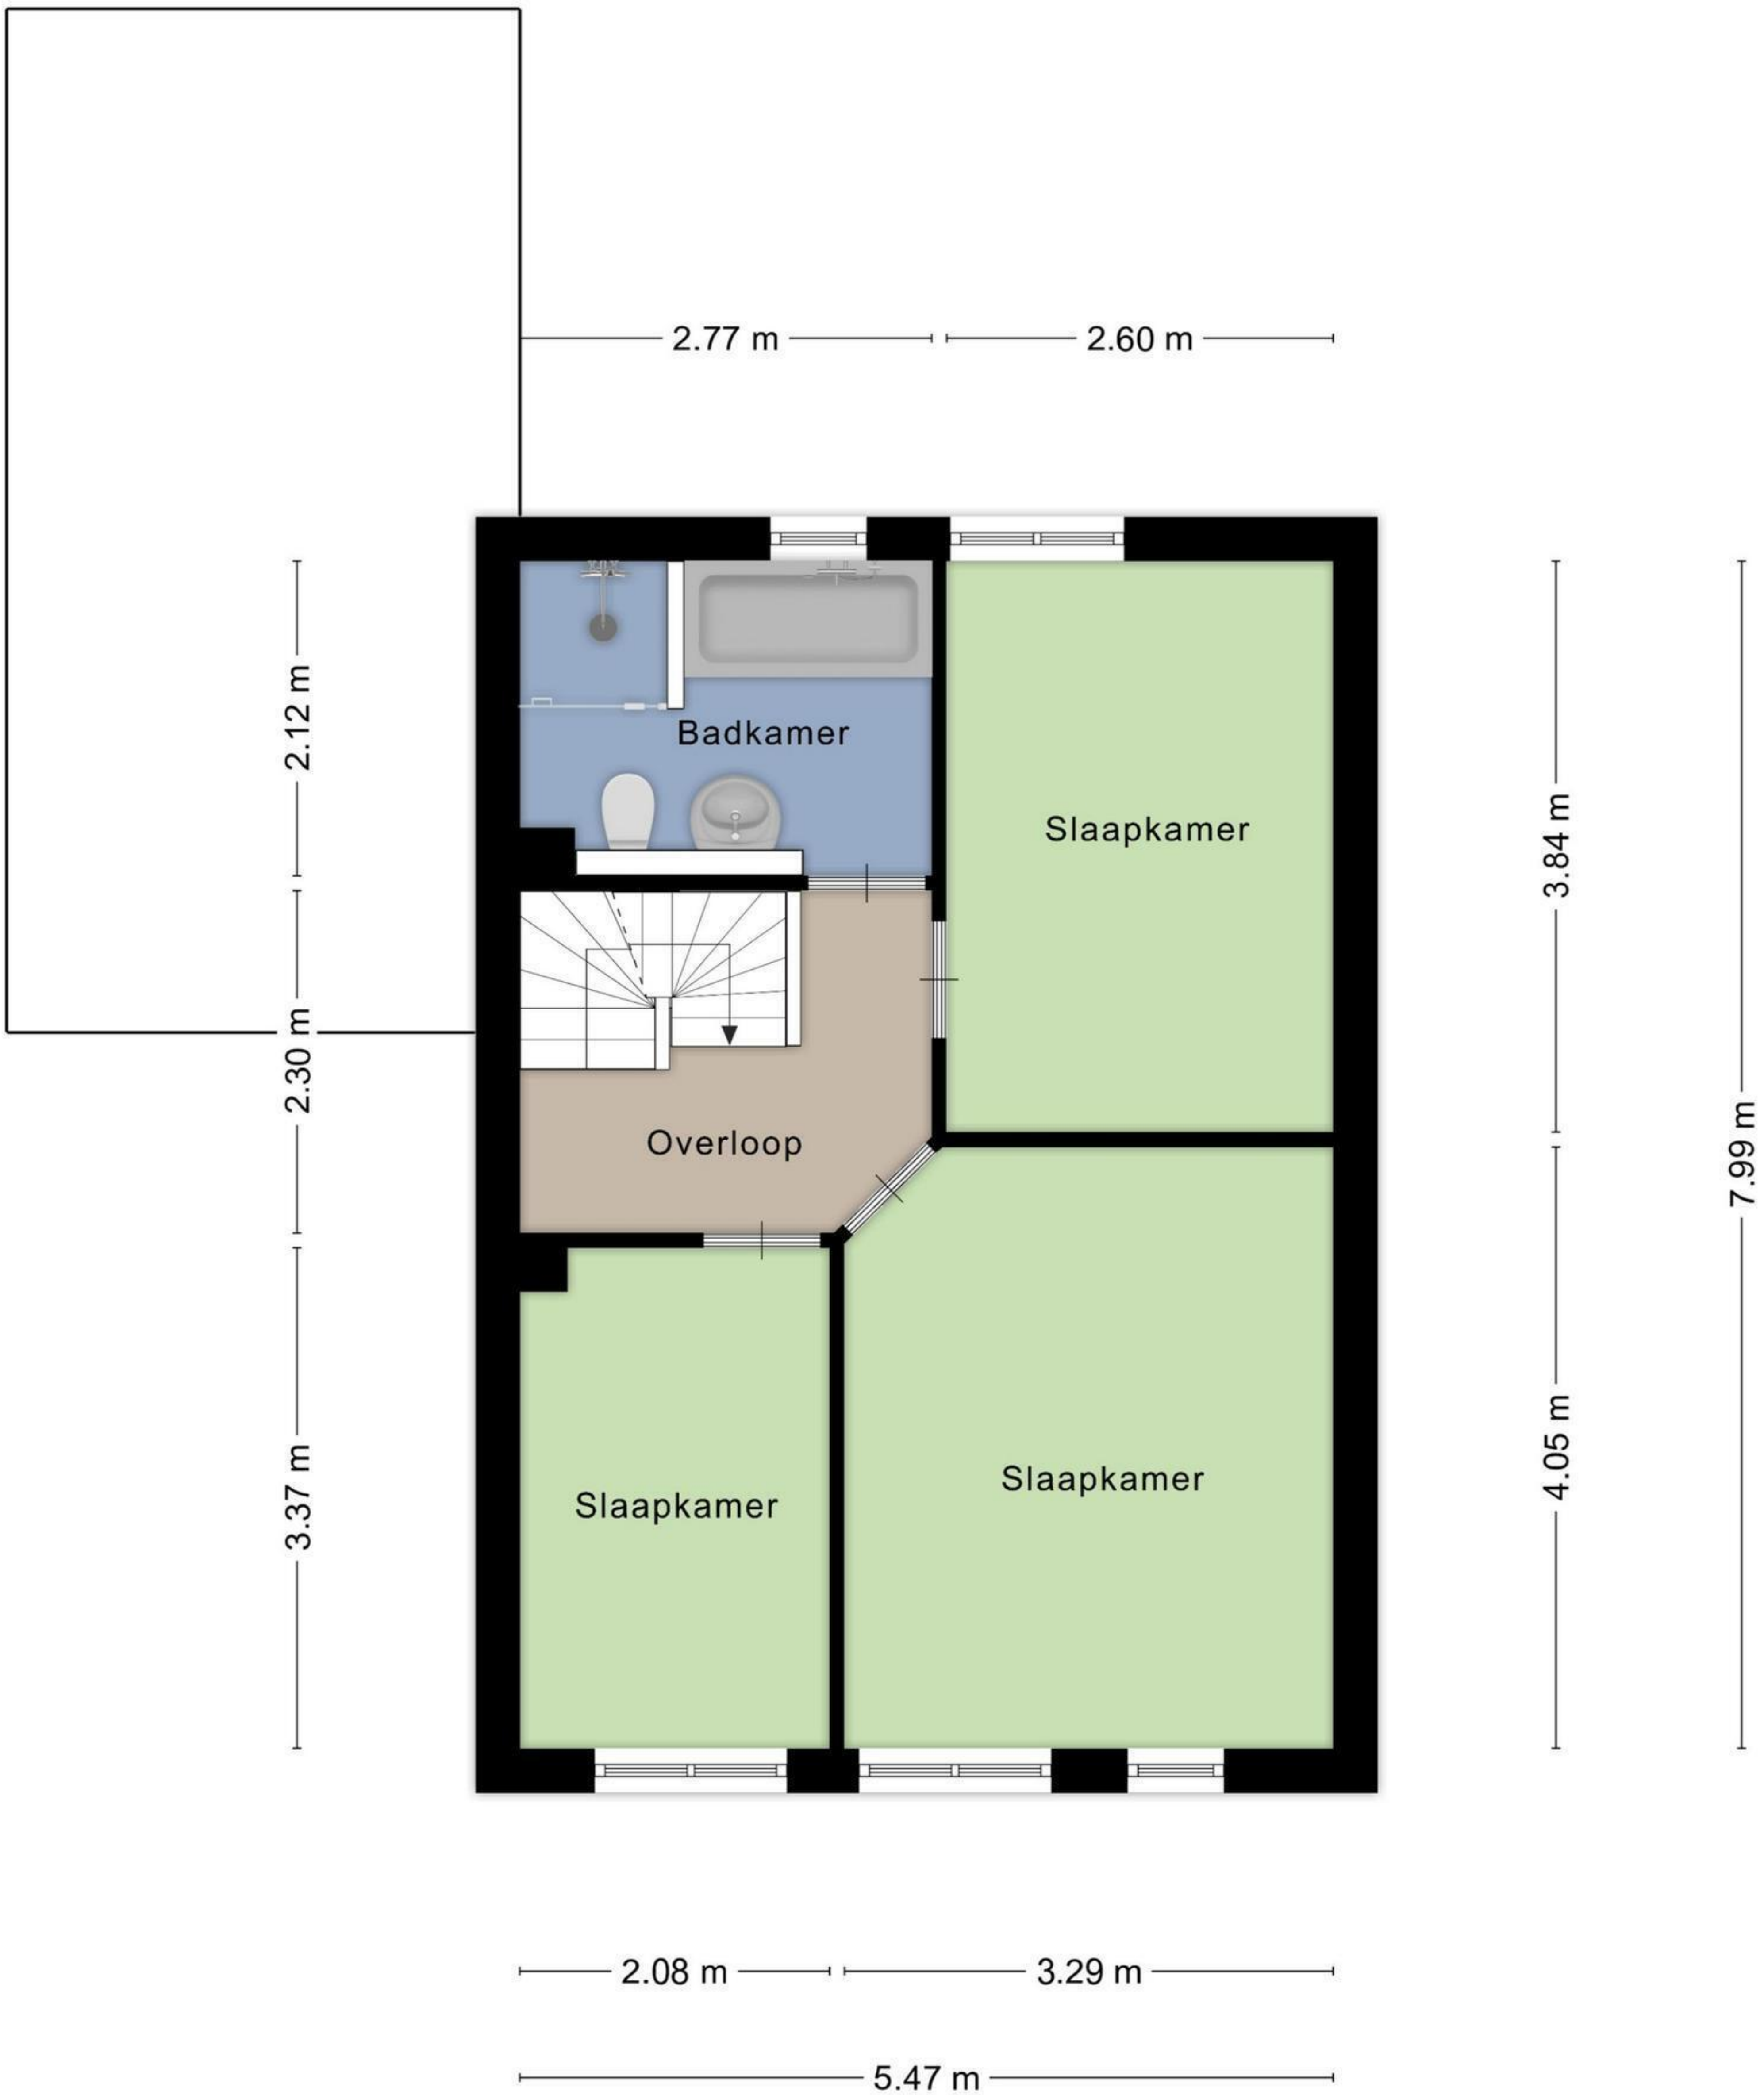 2.77 m
2.60 m
2.12 m
Badkamer
Slaapkamer
3.84 m
2.30 m
Overloop
7.99 m
3.37 m
Slaapkamer
Slaapkamer
4.05 m
2.08 m
3.29 m
5.47 m